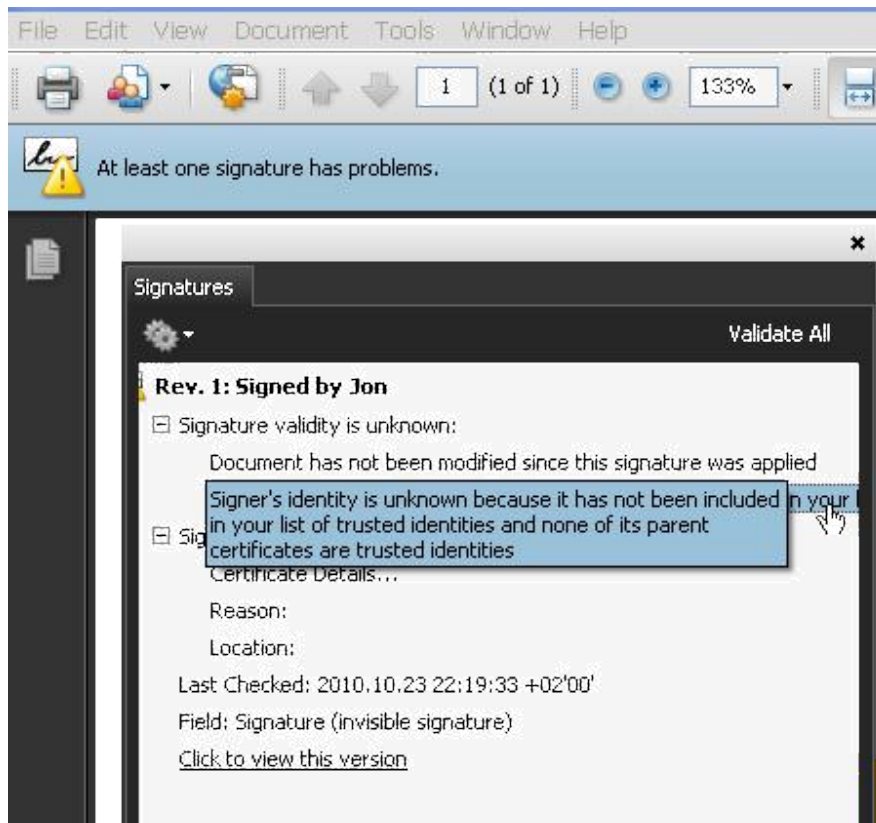 File Edit View Document Tools Window Help
1 (1 of 1) 133%
At least one signature has problems.
Signatures
Validate All
Rev. 1: Signed by Jon
Signature validity is unknown:
Document has not been modified since this signature was applied
Signer's identity is unknown because it has not been included in your
in your list of trusted identities and none of its parent
certificates are trusted identities
Sig
Certificate Details...
Reason:
Location:
Last Checked: 2010.10.23 22:19:33 +02'00'
Field: Signature (invisible signature)
Click to view this version